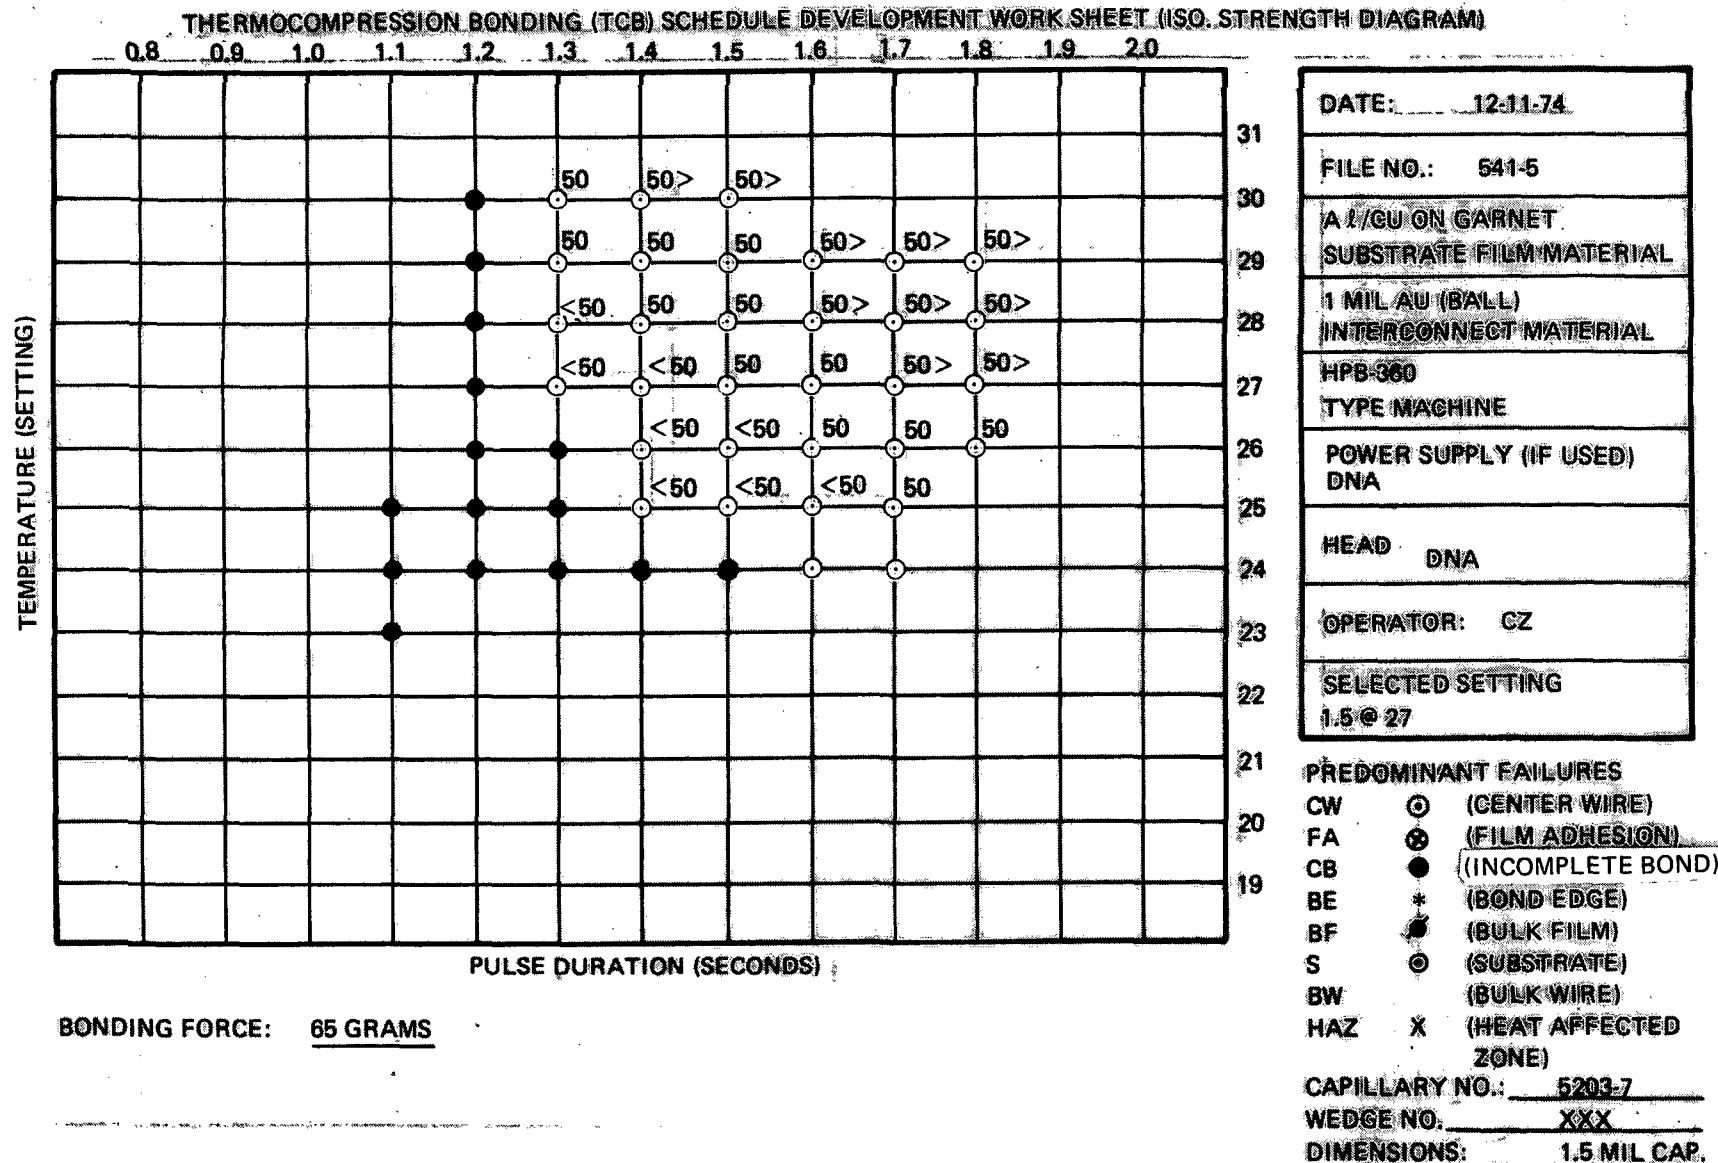 THERMOCOMPRESSION BONDING (TCB) SCHEDULE DEVELOPMENT WORK SHEET (ISO. STRENGTH DIAGRAM)
0.8 0.9 1.0 1.1 1.2 1.3 1.4 1.5 1.6 1.7 1.8 1.9 2.0
31
50 50> 50>
30
50 50 50 50> 50> 50>
29
<50 50 50 50> 50> 50>
28
<50 <50 50 50 50> 50>
27
<50 <50 50 50 50
26
<50 <50 <50 50
25
24
23
22
21
20
19
TEMPERATURE (SETTING)
PULSE DURATION (SECONDS)
BONDING FORCE: 65 GRAMS
DATE: 12-11-74
FILE NO.: 541-5
A ℓ/CU ON GARNET
SUBSTRATE FILM MATERIAL
1 MIL AU (BALL)
INTERCONNECT MATERIAL
HPB-360
TYPE MACHINE
POWER SUPPLY (IF USED)
DNA
HEAD DNA
OPERATOR: CZ
SELECTED SETTING
1.5 @ 27
PREDOMINANT FAILURES
CW (CENTER WIRE)
FA (FILM ADHESION)
CB (INCOMPLETE BOND)
BE * (BOND EDGE)
BF (BULK FILM)
S (SUBSTRATE)
BW (BULK WIRE)
HAZ X (HEAT AFFECTED
ZONE)
CAPILLARY NO.: 5203-7
WEDGE NO. XXX
DIMENSIONS: 1.5 MIL CAP.